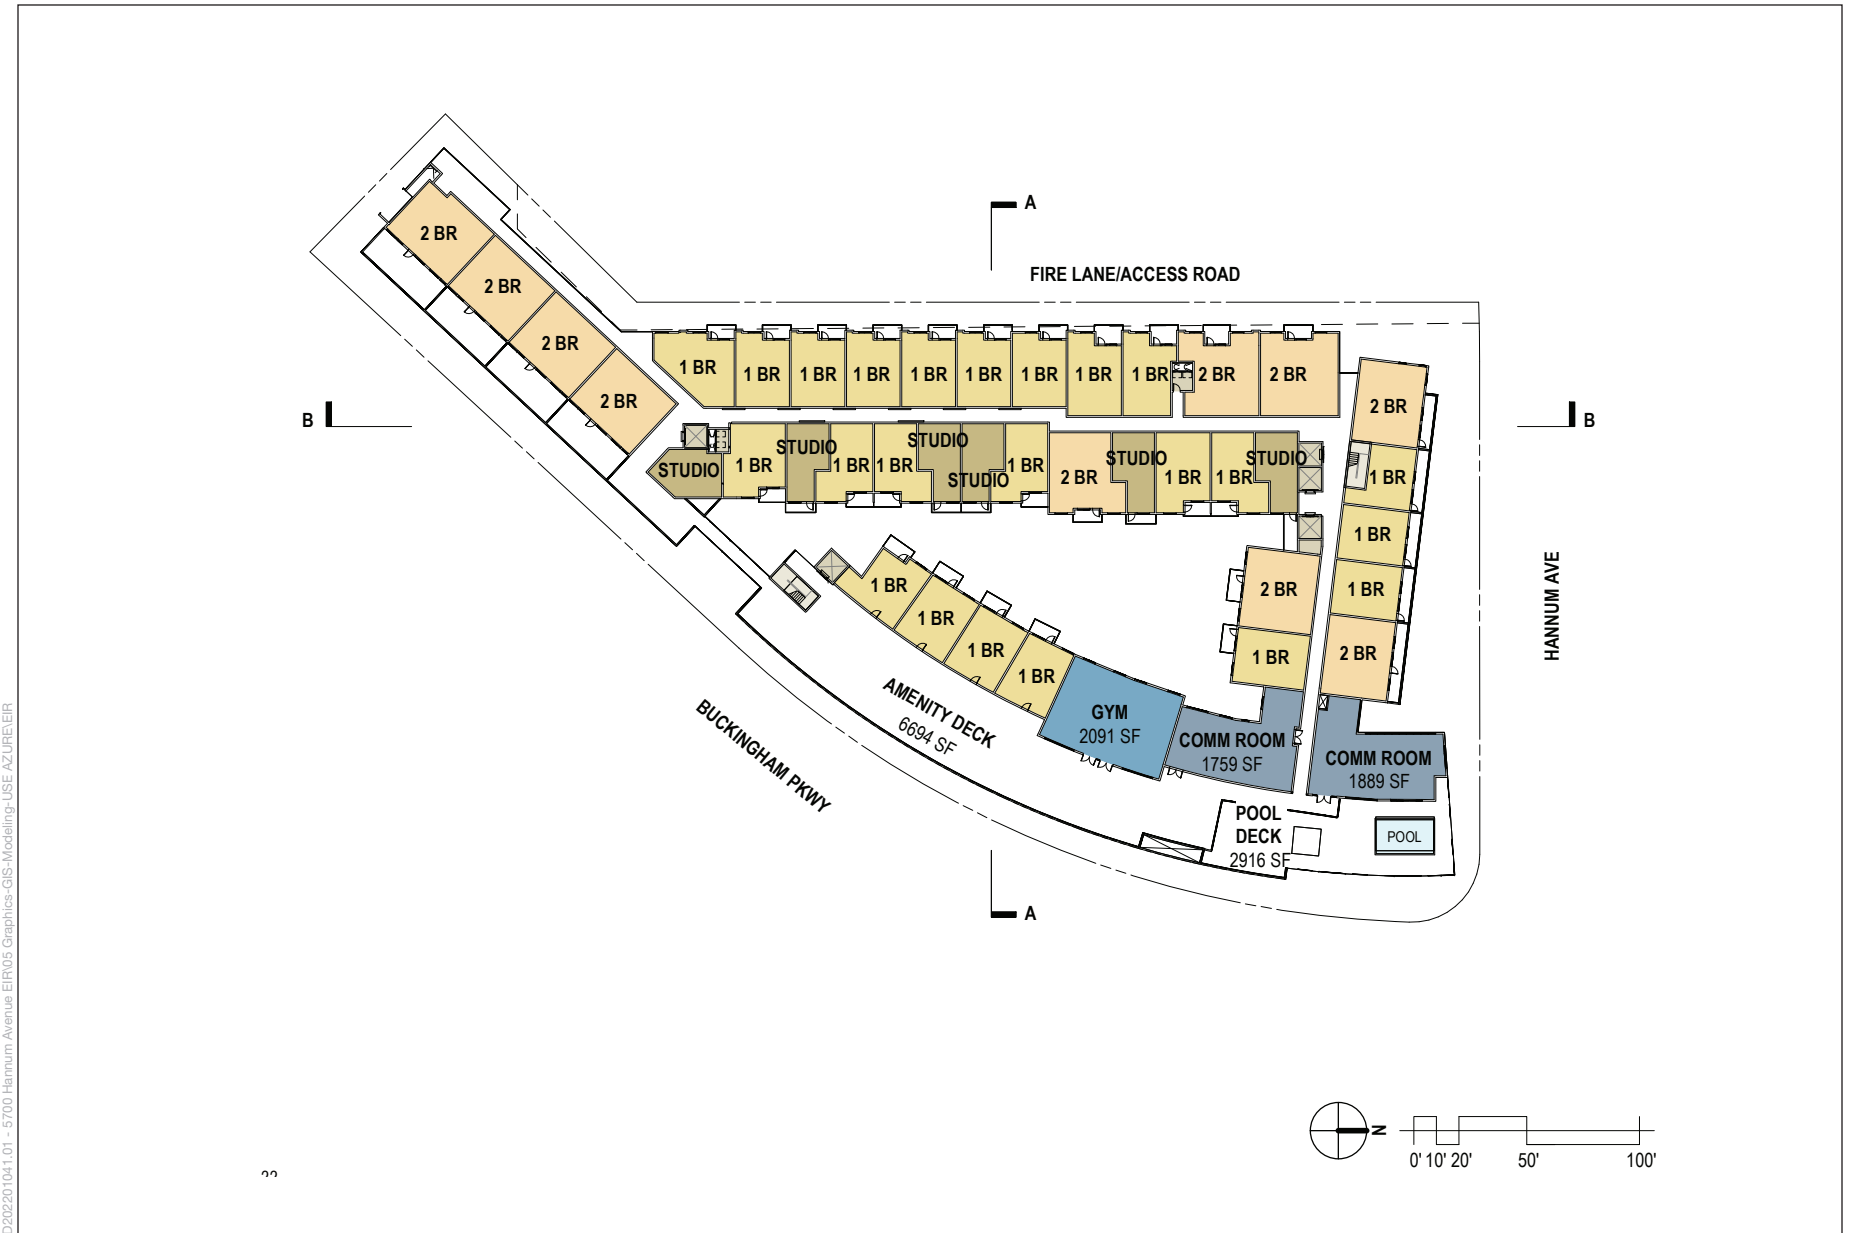 A
FIRE LANE/ACCESS ROAD
2 BR
2 BR
2 BR
2 BR
1 BR
1 BR
1 BR
1 BR
1 BR
1 BR
1 BR
1 BR
1 BR
2 BR
2 BR
2 BR
B
B
STUDIO
1 BR
STUDIO
1 BR
1 BR
STUDIO
STUDIO
1 BR
2 BR
STUDIO
1 BR
1 BR
STUDIO
1 BR
1 BR
1 BR
2 BR
2 BR
1 BR
HANNUM AVE
1 BR
1 BR
1 BR
1 BR
GYM
2091 SF
COMM ROOM
1759 SF
COMM ROOM
1889 SF
AMENITY DECK
6694 SF
BUCKINGHAM PKWY
POOL
DECK
2916 SF
POOL
A
N
0' 10' 20' 50' 100'
D202201041.01 - 5700 Hannum Avenue EIR\05 Graphics-GIS-Modeling-USE AZURE\EIR